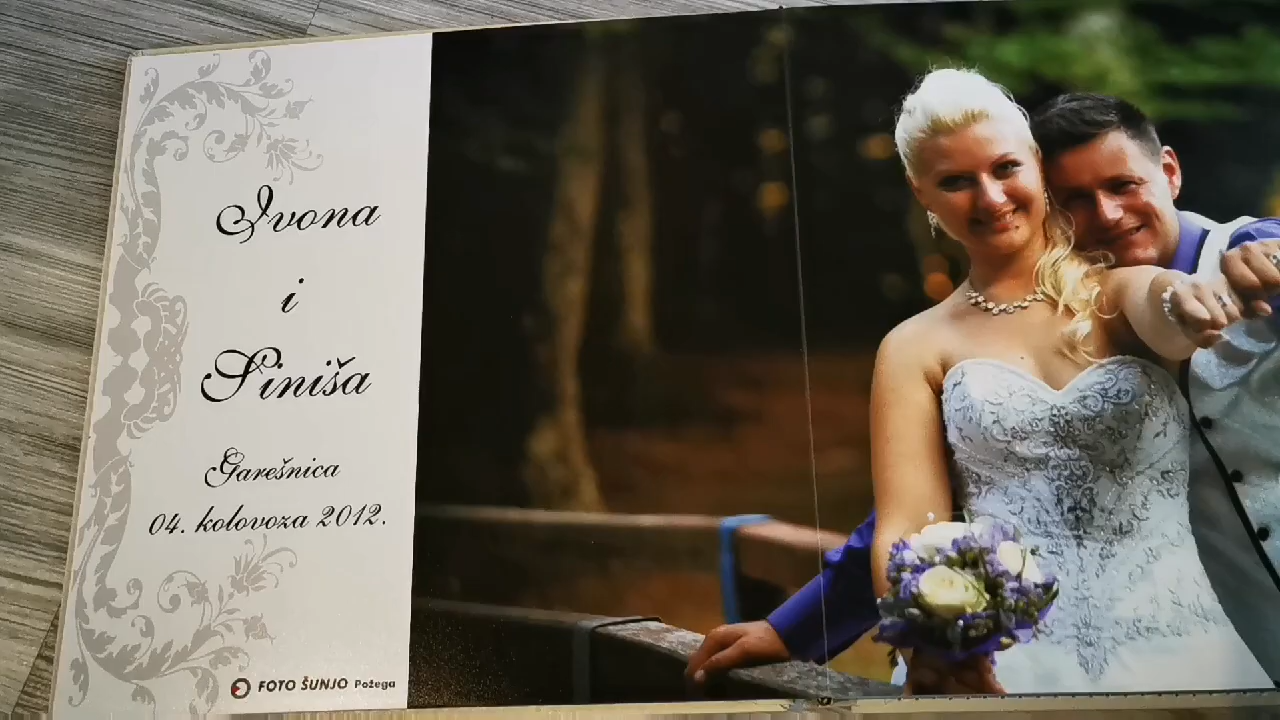 Ivona
i
Siniša
Garešnica
04. kolovoza 2012.
FOTO ŠUNJO Požega